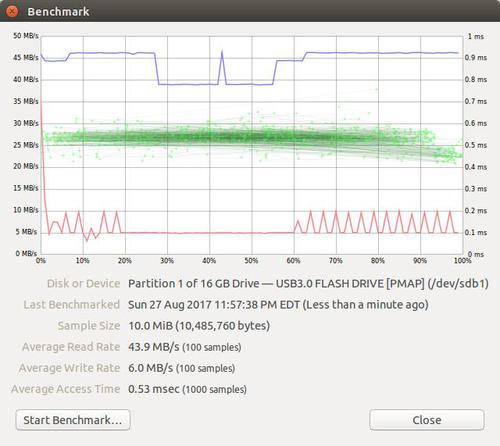 Benchmark
50 MB/s 1 ms
45 MB/s 0.9 ms
40 MB/s 0.8 ms
35 MB/s 0.7 ms
30 MB/s 0.6 ms
25 MB/s 0.5 ms
20 MB/s 0.4 ms
15 MB/s 0.3 ms
10 MB/s 0.2 ms
5 MB/s 0.1 ms
0 MB/s 0 ms
0% 10% 20% 30% 40% 50% 60% 70% 80% 90% 100%
Disk or Device Partition 1 of 16 GB Drive — USB3.0 FLASH DRIVE [PMAP] (/dev/sdb1)
Last Benchmarked Sun 27 Aug 2017 11:57:38 PM EDT (Less than a minute ago)
Sample Size 10.0 MiB (10,485,760 bytes)
Average Read Rate 43.9 MB/s (100 samples)
Average Write Rate 6.0 MB/s (100 samples)
Average Access Time 0.53 msec (1000 samples)
Start Benchmark... Close